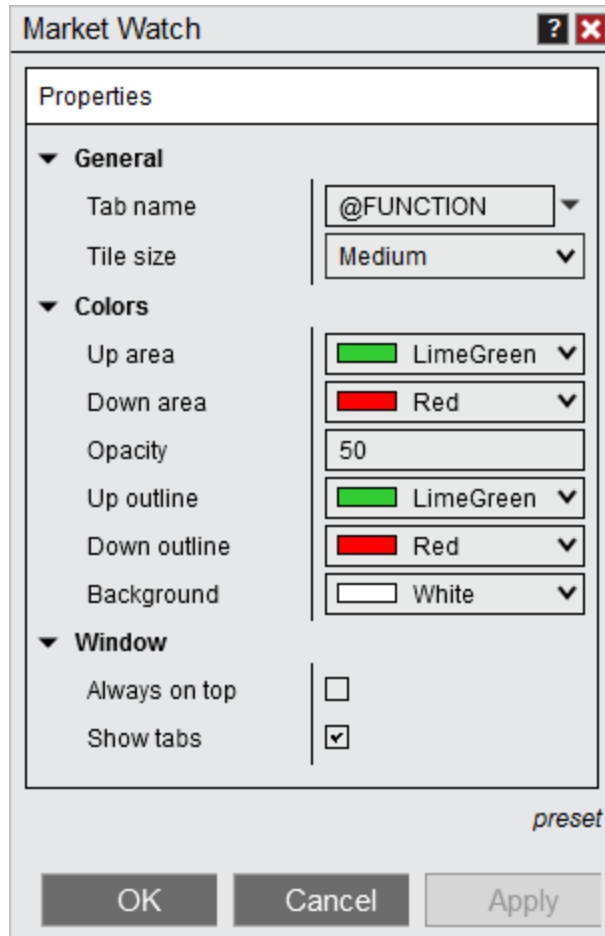 Market Watch ?
Properties
General
Tab name @FUNCTION
Tile size Medium
Colors
Up area LimeGreen
Down area Red
Opacity 50
Up outline LimeGreen
Down outline Red
Background White
Window
Always on top
Show tabs
preset
OK Cancel Apply